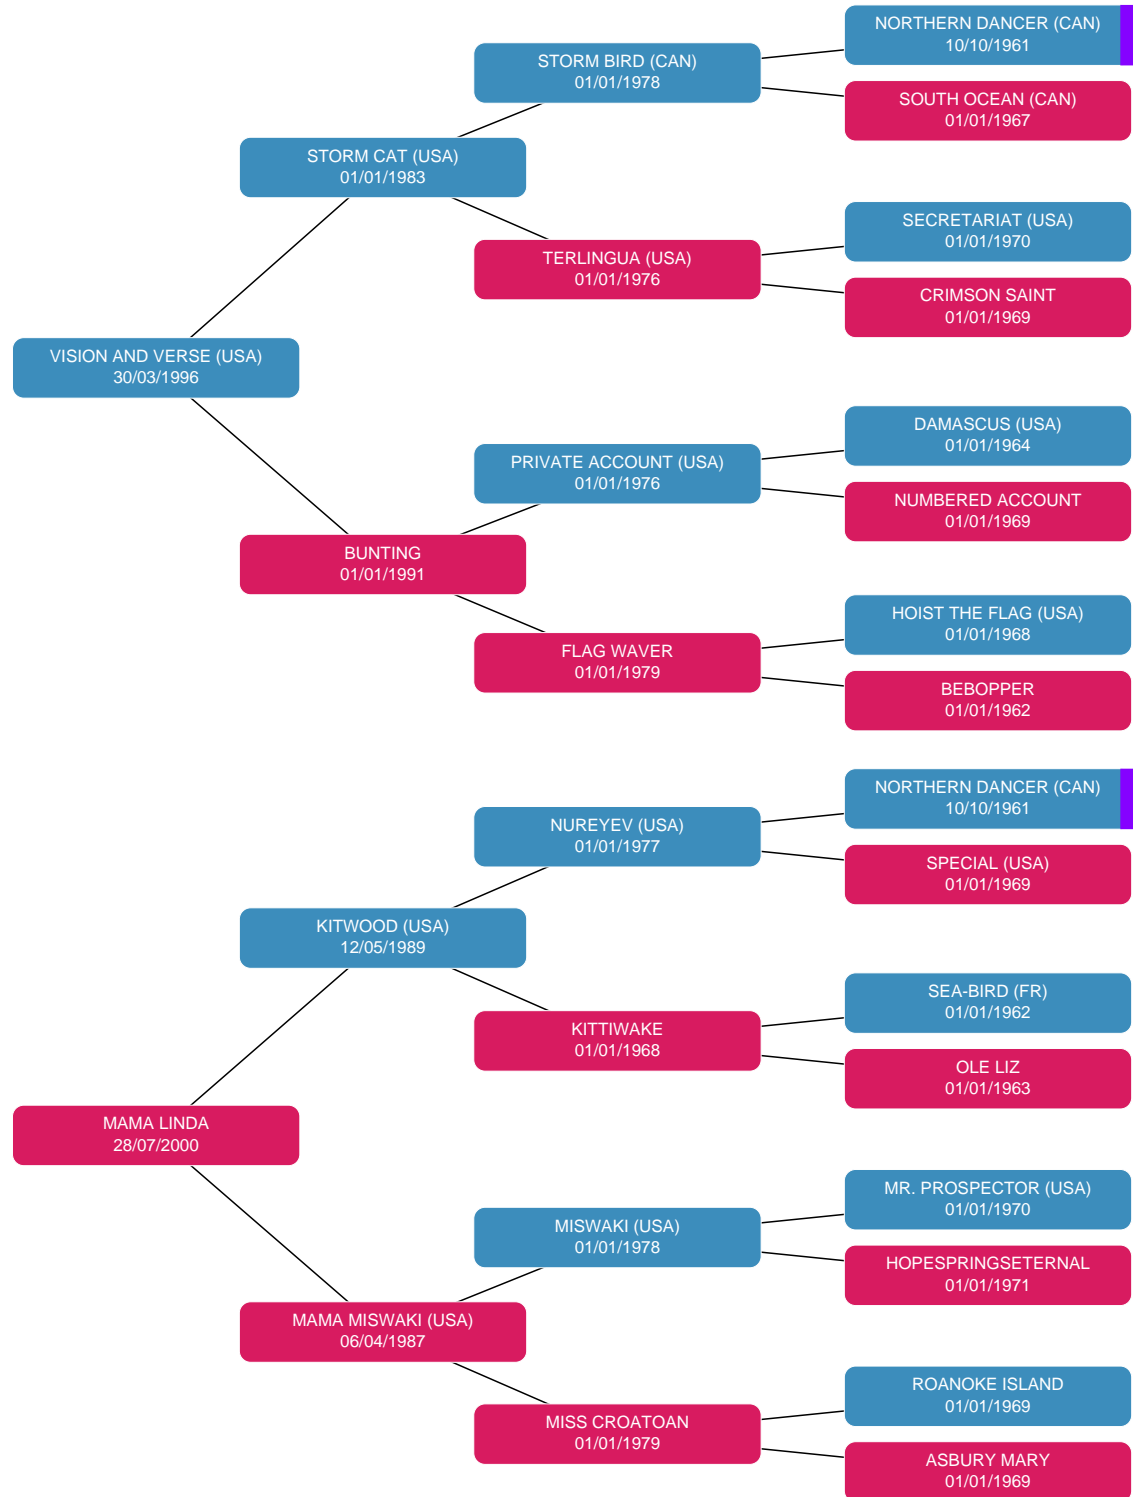 NORTHERN DANCER (CAN)
10/10/1961
STORM BIRD (CAN)
01/01/1978
SOUTH OCEAN (CAN)
01/01/1967
STORM CAT (USA)
01/01/1983
SECRETARIAT (USA)
01/01/1970
TERLINGUA (USA)
01/01/1976
CRIMSON SAINT
01/01/1969
VISION AND VERSE (USA)
30/03/1996
DAMASCUS (USA)
01/01/1964
PRIVATE ACCOUNT (USA)
01/01/1976
NUMBERED ACCOUNT
01/01/1969
BUNTING
01/01/1991
HOIST THE FLAG (USA)
01/01/1968
FLAG WAVER
01/01/1979
BEBOPPER
01/01/1962
NORTHERN DANCER (CAN)
10/10/1961
NUREYEV (USA)
01/01/1977
SPECIAL (USA)
01/01/1969
KITWOOD (USA)
12/05/1989
SEA-BIRD (FR)
01/01/1962
KITTIWAKE
01/01/1968
OLE LIZ
01/01/1963
MAMA LINDA
28/07/2000
MR. PROSPECTOR (USA)
01/01/1970
MISWAKI (USA)
01/01/1978
HOPESPRINGSETERNAL
01/01/1971
MAMA MISWAKI (USA)
06/04/1987
ROANOKE ISLAND
01/01/1969
MISS CROATOAN
01/01/1979
ASBURY MARY
01/01/1969